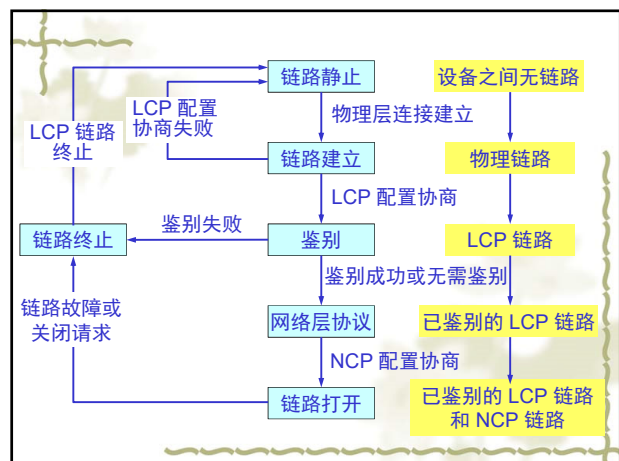 链路静止
设备之间无链路
LCP 配置
协商失败
物理层连接建立
LCP 链路
终止
链路建立
物理链路
LCP 配置协商
鉴别失败
链路终止
鉴别
LCP 链路
鉴别成功或无需鉴别
链路故障或
关闭请求
网络层协议
已鉴别的 LCP 链路
NCP 配置协商
链路打开
已鉴别的 LCP 链路
和 NCP 链路